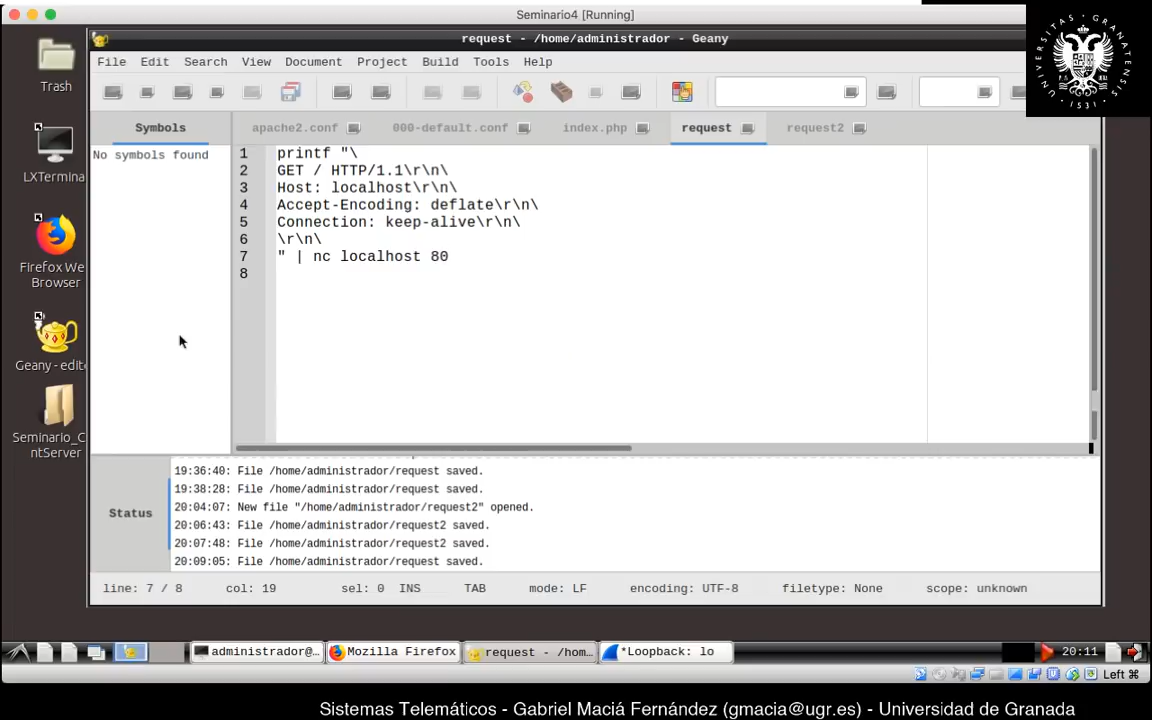 Seminario4 [Running]
request - /home/administrador - Geany
UNIVERSITAS GRANATENSIS
1531
Trash
LXTermina
Firefox We
Browser
Geany - edit
Seminario_C
ntServer
File Edit Search View Document Project Build Tools Help
Symbols
apache2.conf 000-default.conf index.php request request2
No symbols found
1 printf "\
2 GET / HTTP/1.1\r\n\
3 Host: localhost\r\n\
4 Accept-Encoding: deflate\r\n\
5 Connection: keep-alive\r\n\
6 \r\n\
7 " | nc localhost 80
8
Status
19:36:40: File /home/administrador/request saved.
19:38:28: File /home/administrador/request saved.
20:04:07: New file "/home/administrador/request2" opened.
20:06:43: File /home/administrador/request2 saved.
20:07:48: File /home/administrador/request2 saved.
20:09:05: File /home/administrador/request saved.
line: 7 / 8 col: 19 sel: 0 INS TAB mode: LF encoding: UTF-8 filetype: None scope: unknown
administrador@... Mozilla Firefox request - /hom... *Loopback: lo 20:11
Left ⌘
Sistemas Telemáticos - Gabriel Maciá Fernández (gmacia@ugr.es) - Universidad de Granada